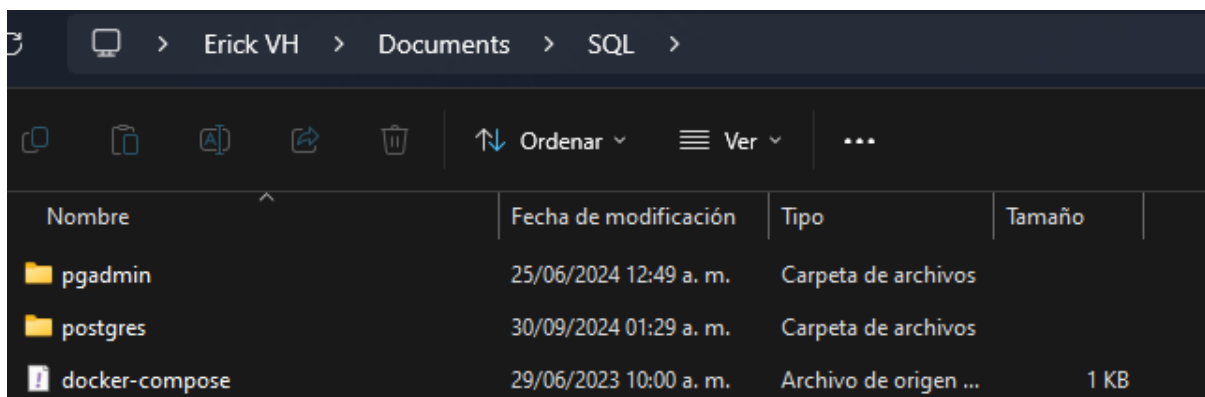 Erick VH > Documents > SQL >
Ordenar Ver
Nombre Fecha de modificación Tipo Tamaño
pgadmin 25/06/2024 12:49 a. m. Carpeta de archivos
postgres 30/09/2024 01:29 a. m. Carpeta de archivos
docker-compose 29/06/2023 10:00 a. m. Archivo de origen ... 1 KB